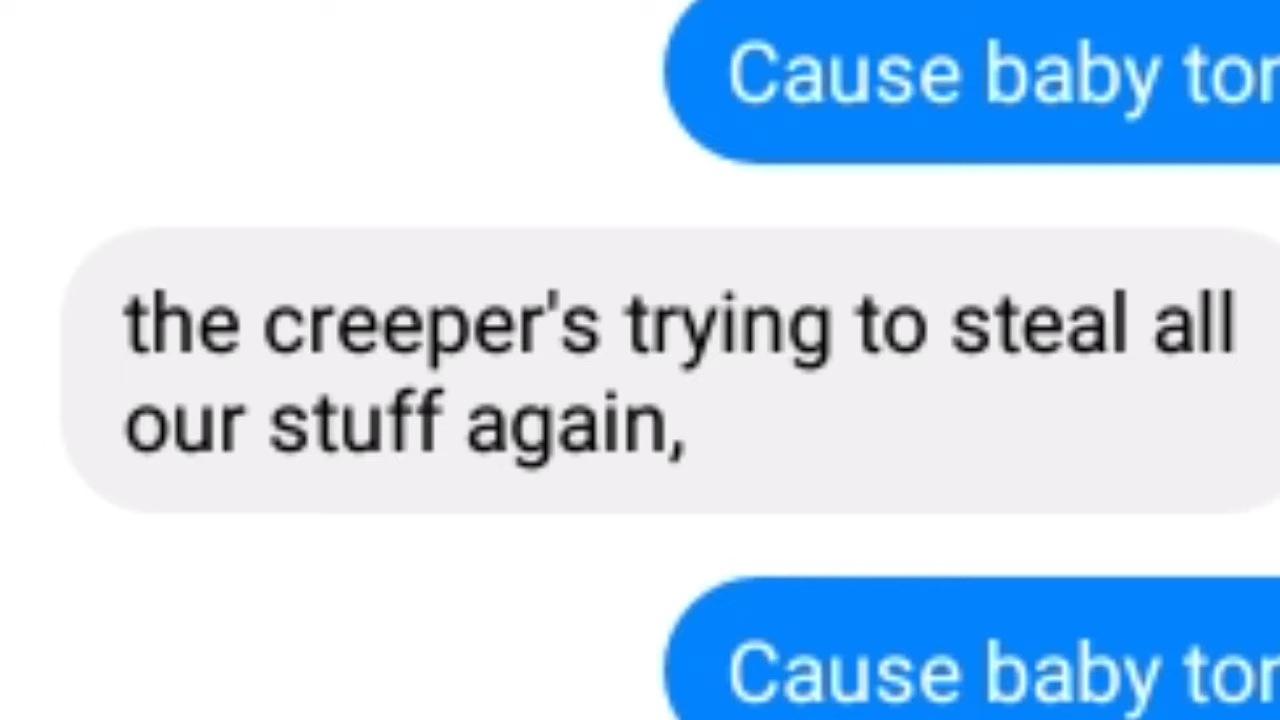 Cause baby
the creeper's trying to steal all
our stuff again,
Cause baby